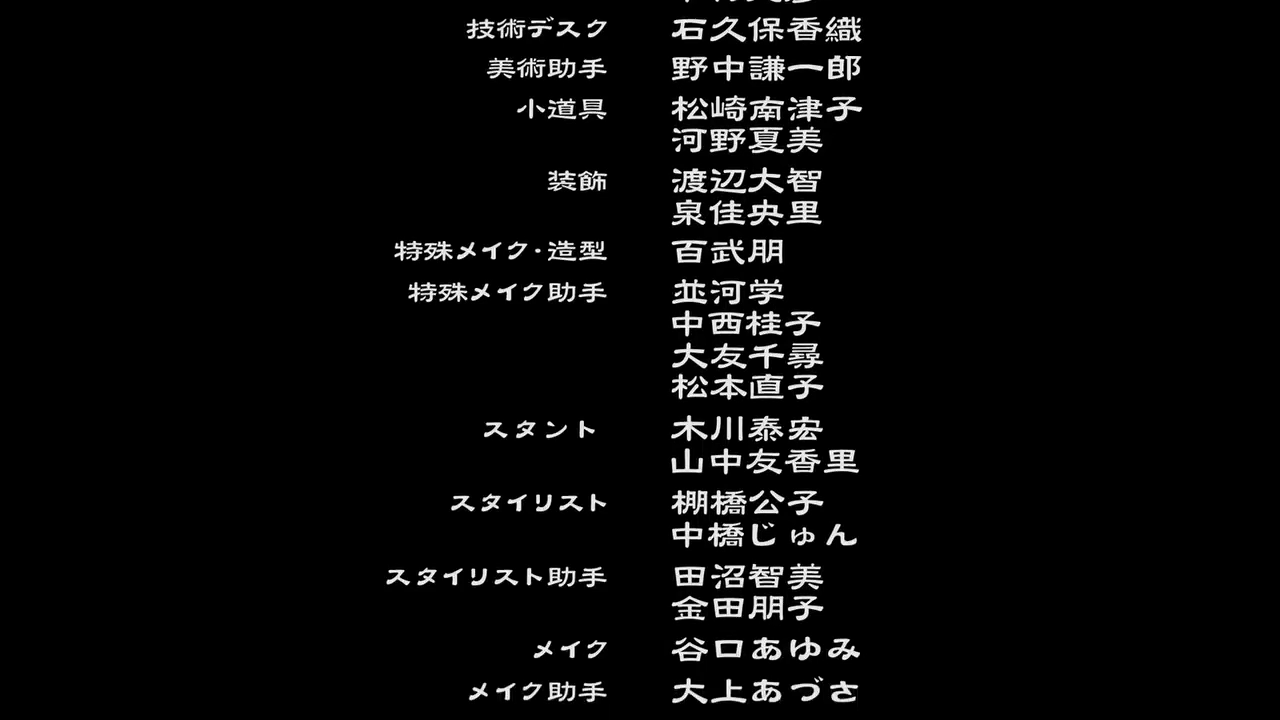 技術デスク 石久保香織
美術助手 野中謙一郎
小道具 松崎南津子
河野夏美
装飾 渡辺大智
泉佳央里
特殊メイク・造型 百武朋
特殊メイク助手 並河学
中西桂子
大友千尋
松本直子
スタント 木川泰宏
山中友香里
スタイリスト 棚橋公子
中橋じゅん
スタイリスト助手 田沼智美
金田朋子
メイク 谷口あゆみ
メイク助手 大上あづさ